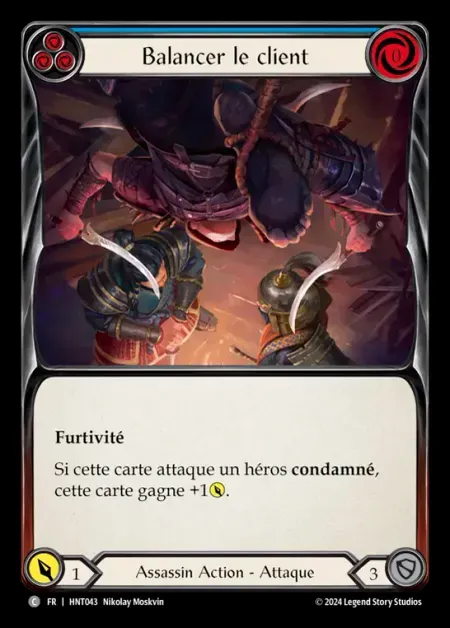 Balancer le client
0
Furtivité
Si cette carte attaque un héros condamné,
cette carte gagne +1.
1
Assassin Action - Attaque
3
C FR | HNT043 Nikolay Moskvin
© 2024 Legend Story Studios